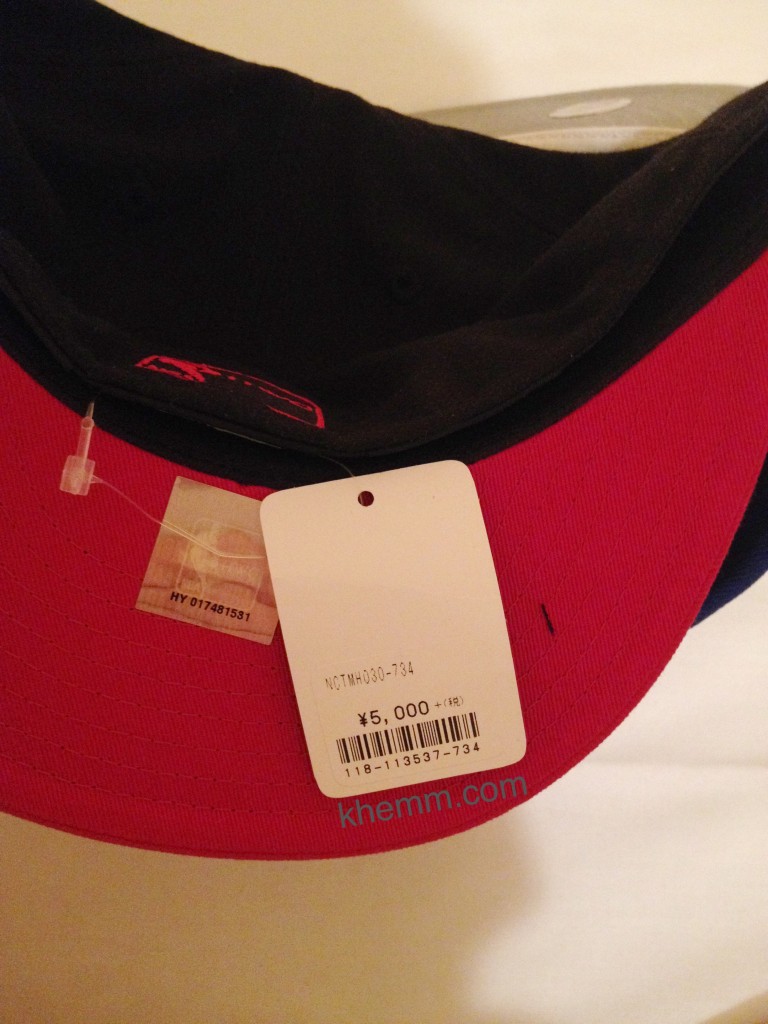 HY 017481531
NCTMH030-734
¥5,000 +(税)
118-113537-734
khemm.com